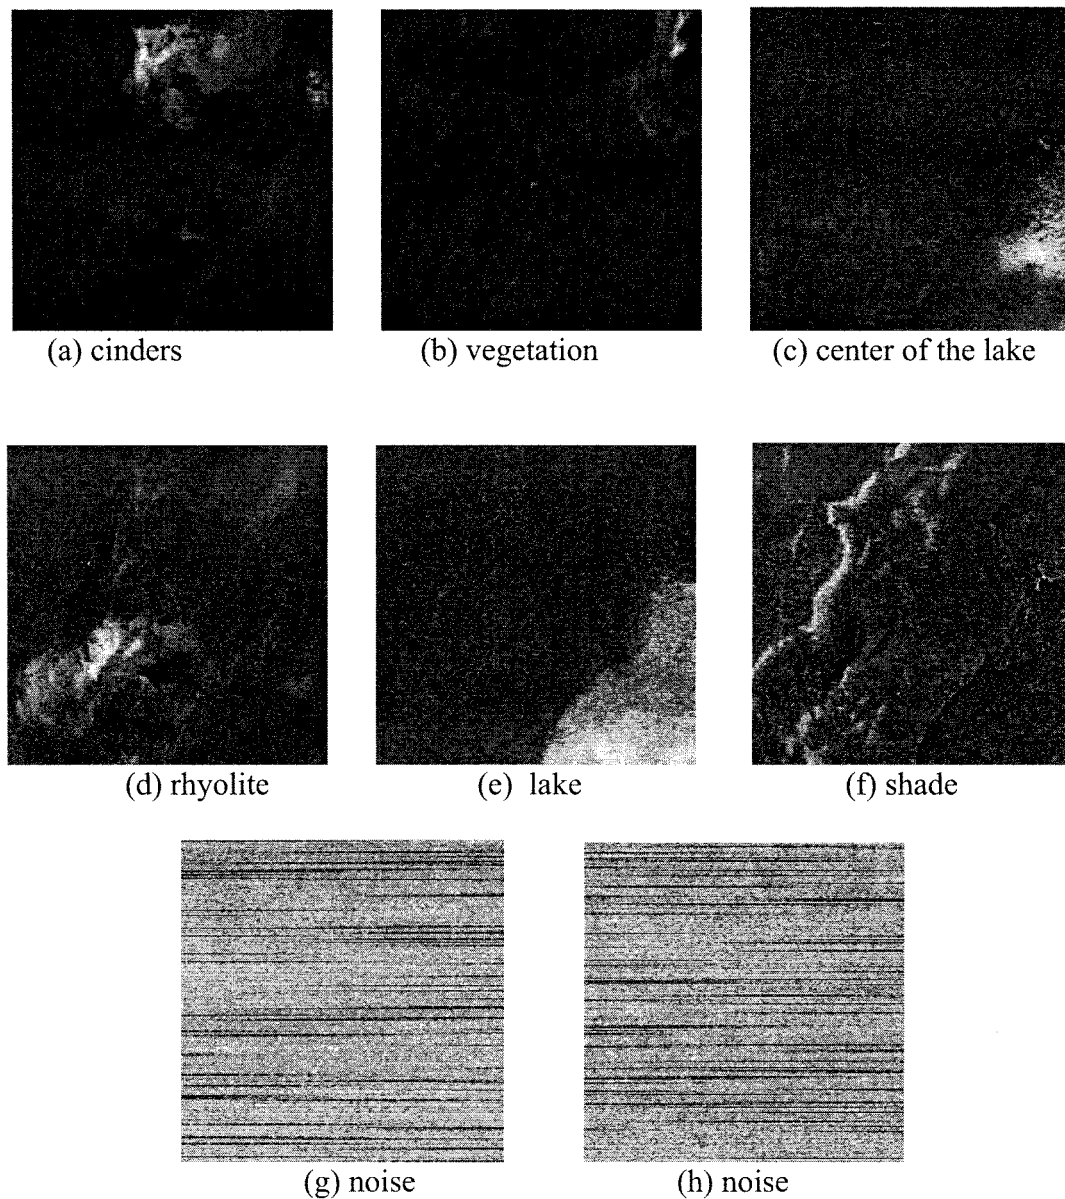 (a) cinders
(b) vegetation
(c) center of the lake
(d) rhyolite
(e) lake
(f) shade
(g) noise
(h) noise